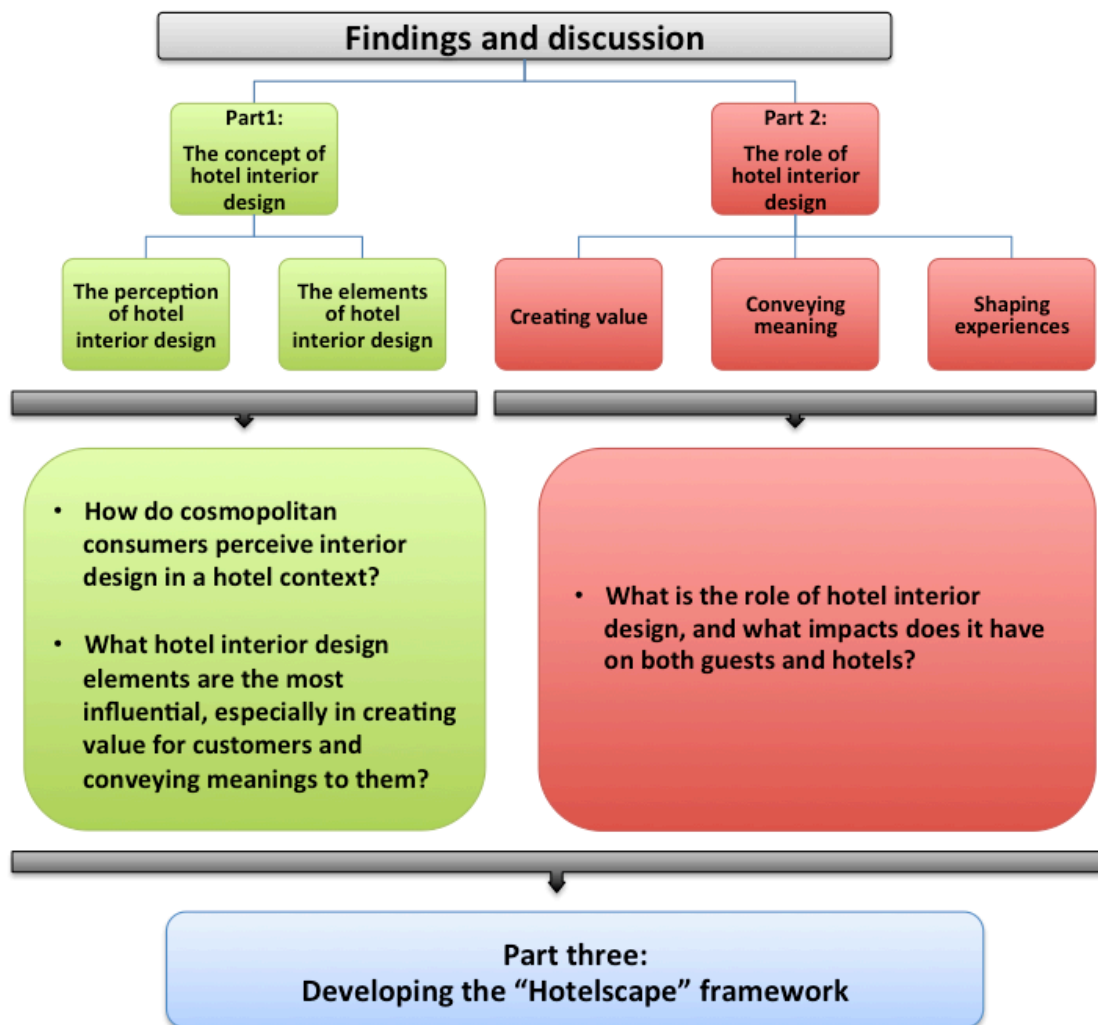 Findings and discussion
Part1:
The concept of
hotel interior
design
Part 2:
The role of
hotel interior
design
The perception
of hotel
interior design
The elements
of hotel
interior design
Creating value
Conveying
meaning
Shaping
experiences
• How do cosmopolitan
consumers perceive interior
design in a hotel context?
• What hotel interior design
elements are the most
influential, especially in creating
value for customers and
conveying meanings to them?
• What is the role of hotel interior
design, and what impacts does it have
on both guests and hotels?
Part three:
Developing the “Hotelscape” framework